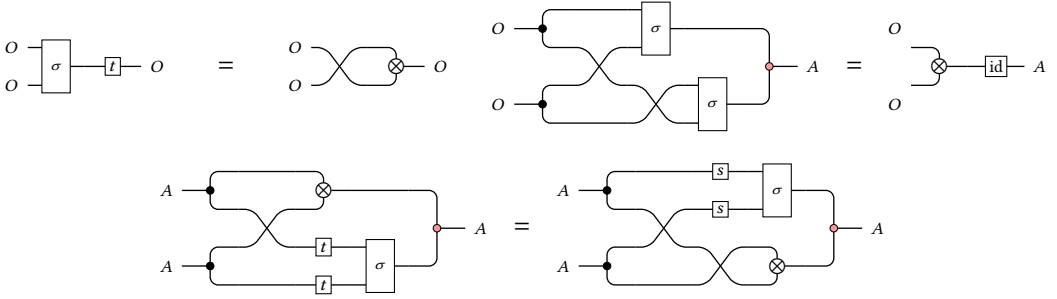 O O σ t O = O O ⊗ O
O O σ σ A = O O ⊗ id A
A A ⊗ t t σ A = A A s s σ ⊗ A